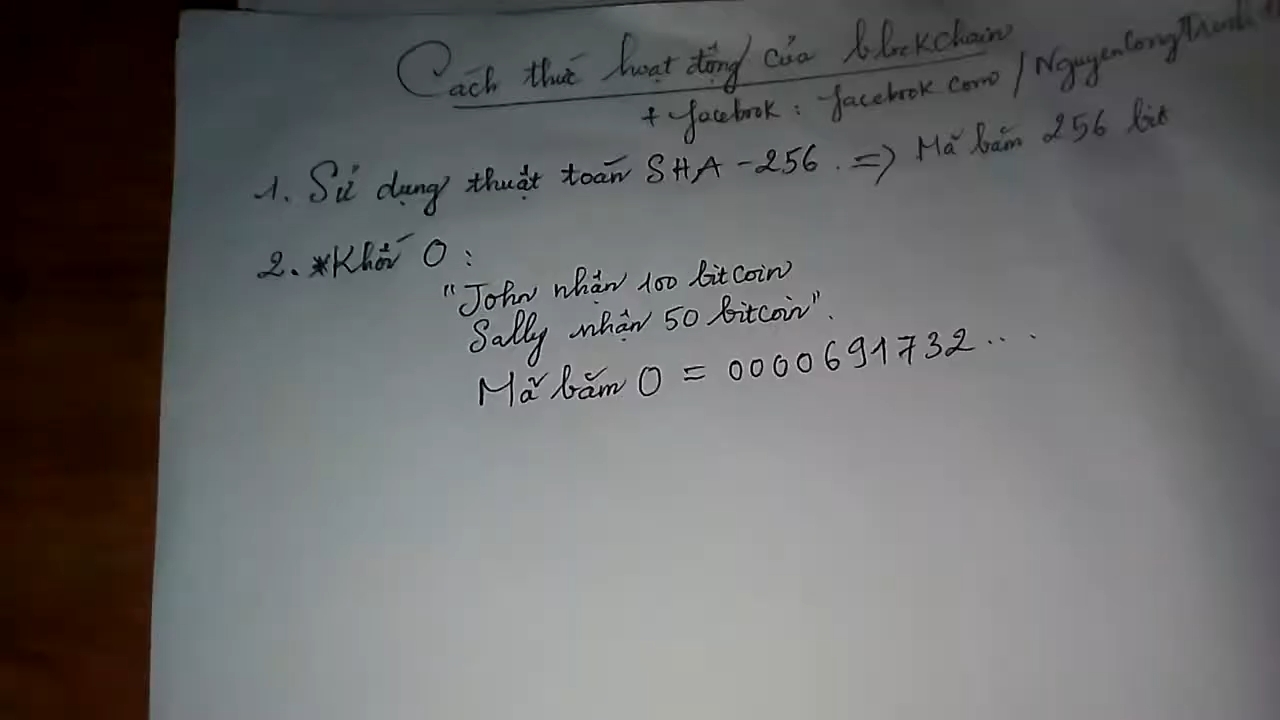 Cách thức hoạt động của blockchain
+ facebook: facebook.com/NguyenCongTrinh
1. Sử dụng thuật toán SHA-256. => Mã băm 256 bit
2. *Khối 0:
"John nhận 100 bitcoin
Sally nhận 50 bitcoin".
Mã băm 0 = 0000691732...